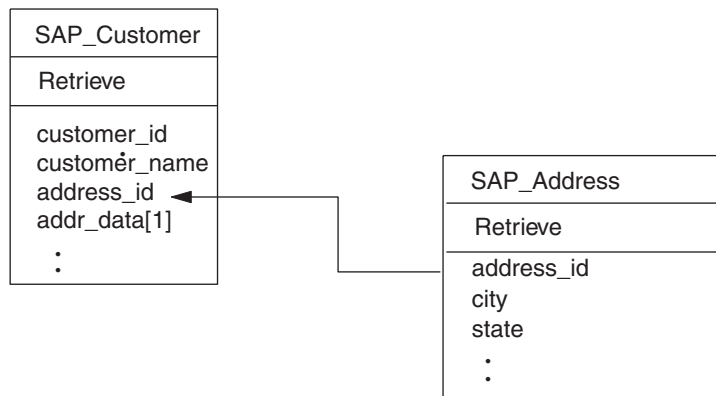 SAP_Customer
Retrieve
customer_id
customer_name
address_id
addr_data[1]
:
SAP_Address
Retrieve
address_id
city
state
: